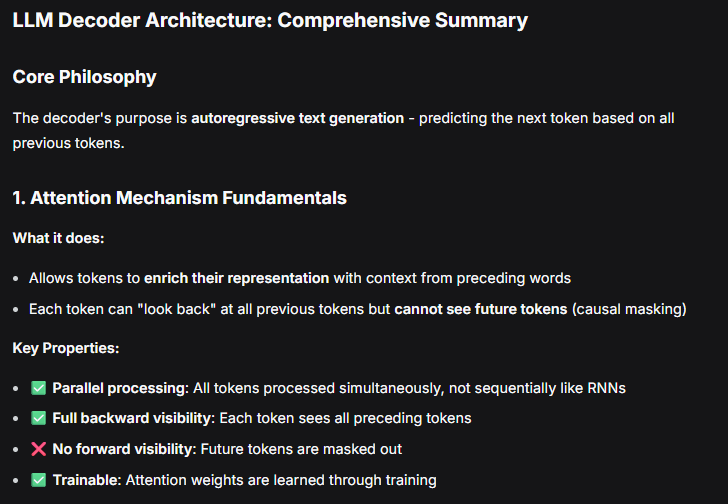 LLM Decoder Architecture: Comprehensive Summary
Core Philosophy
The decoder's purpose is autoregressive text generation - predicting the next token based on all
previous tokens.
1. Attention Mechanism Fundamentals
What it does:
• Allows tokens to enrich their representation with context from preceding words
• Each token can "look back" at all previous tokens but cannot see future tokens (causal masking)
Key Properties:
• ✅ Parallel processing: All tokens processed simultaneously, not sequentially like RNNs
• ✅ Full backward visibility: Each token sees all preceding tokens
• ❌ No forward visibility: Future tokens are masked out
• ✅ Trainable: Attention weights are learned through training